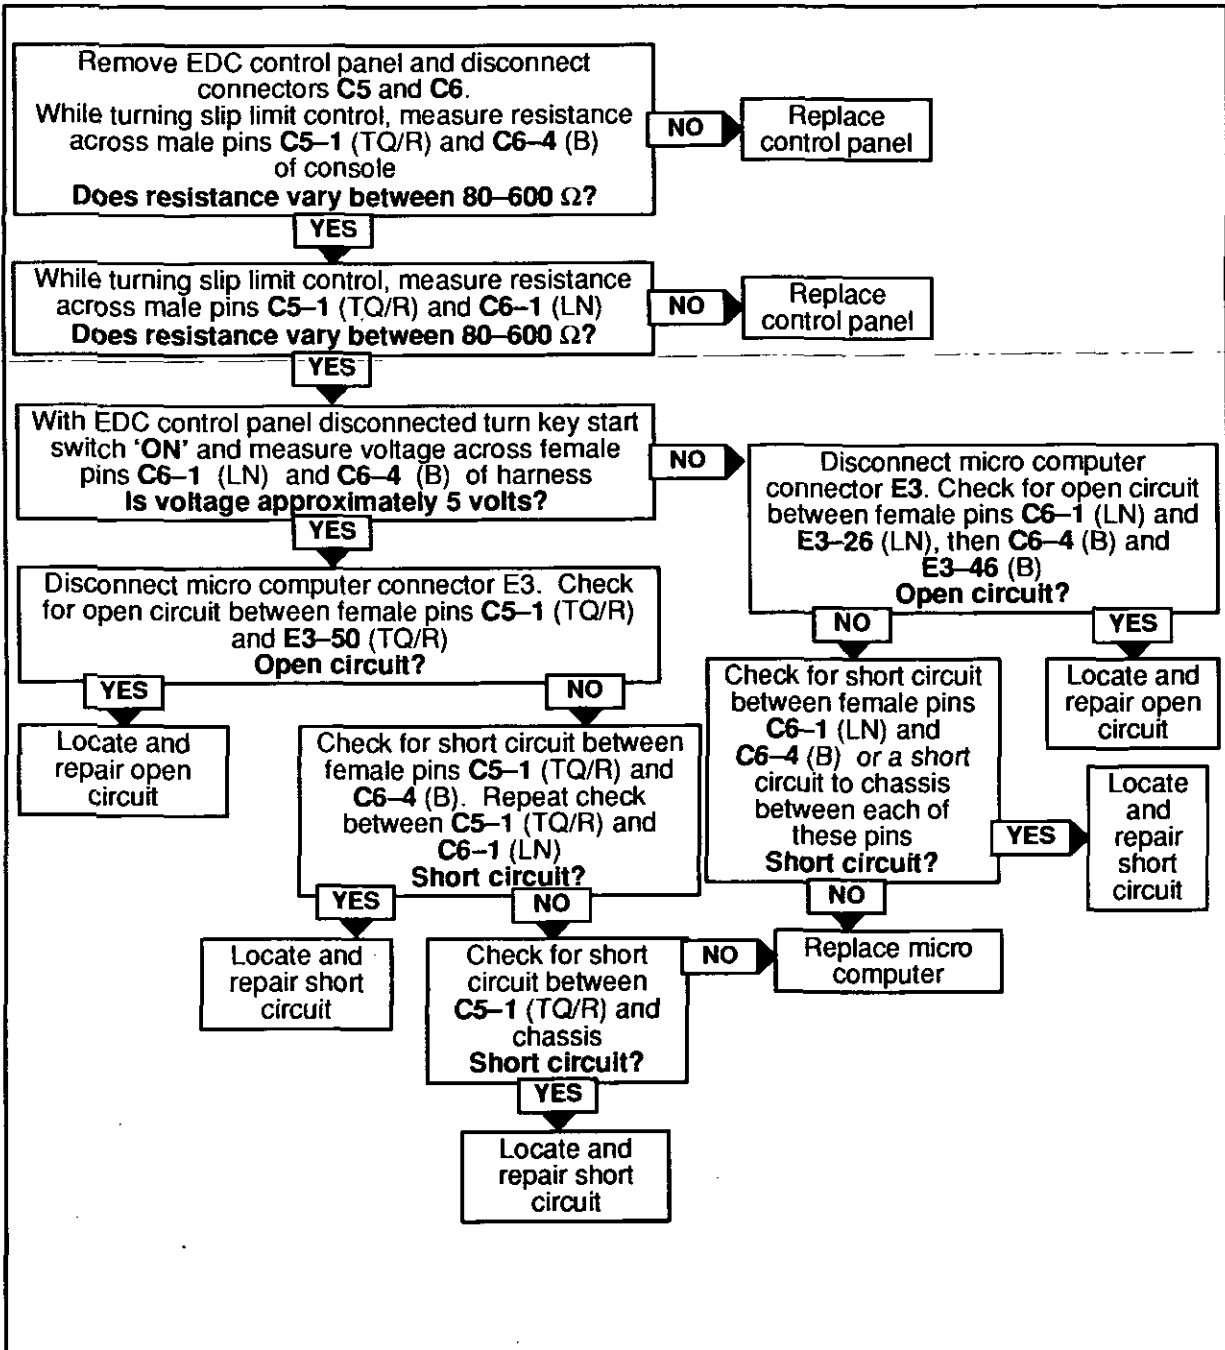 Remove EDC control panel and disconnect
connectors C5 and C6.
While turning slip limit control, measure resistance
across male pins C5–1 (TQ/R) and C6–4 (B)
of console
Does resistance vary between 80–600 Ω?
NO
Replace
control panel
YES
While turning slip limit control, measure resistance
across male pins C5–1 (TQ/R) and C6–1 (LN)
Does resistance vary between 80–600 Ω?
NO
Replace
control panel
YES
With EDC control panel disconnected turn key start
switch ‘ON’ and measure voltage across female
pins C6–1 (LN) and C6–4 (B) of harness
Is voltage approximately 5 volts?
NO
Disconnect micro computer
connector E3. Check for open circuit
between female pins C6–1 (LN) and
E3–26 (LN), then C6–4 (B) and
E3–46 (B)
Open circuit?
YES
Disconnect micro computer connector E3. Check
for open circuit between female pins C5–1 (TQ/R)
and E3–50 (TQ/R)
Open circuit?
NO
YES
Check for short circuit
between female pins
C6–1 (LN) and
C6–4 (B) or a short
circuit to chassis
between each of
these pins
Short circuit?
Locate and
repair open
circuit
YES
NO
Locate and
repair open
circuit
Check for short circuit between
female pins C5–1 (TQ/R) and
C6–4 (B). Repeat check
between C5–1 (TQ/R) and
C6–1 (LN)
Short circuit?
YES
Locate
and
repair
short
circuit
YES
NO
NO
Locate and
repair short
circuit
Check for short
circuit between
C5–1 (TQ/R) and
chassis
Short circuit?
NO
Replace micro
computer
YES
Locate and
repair short
circuit